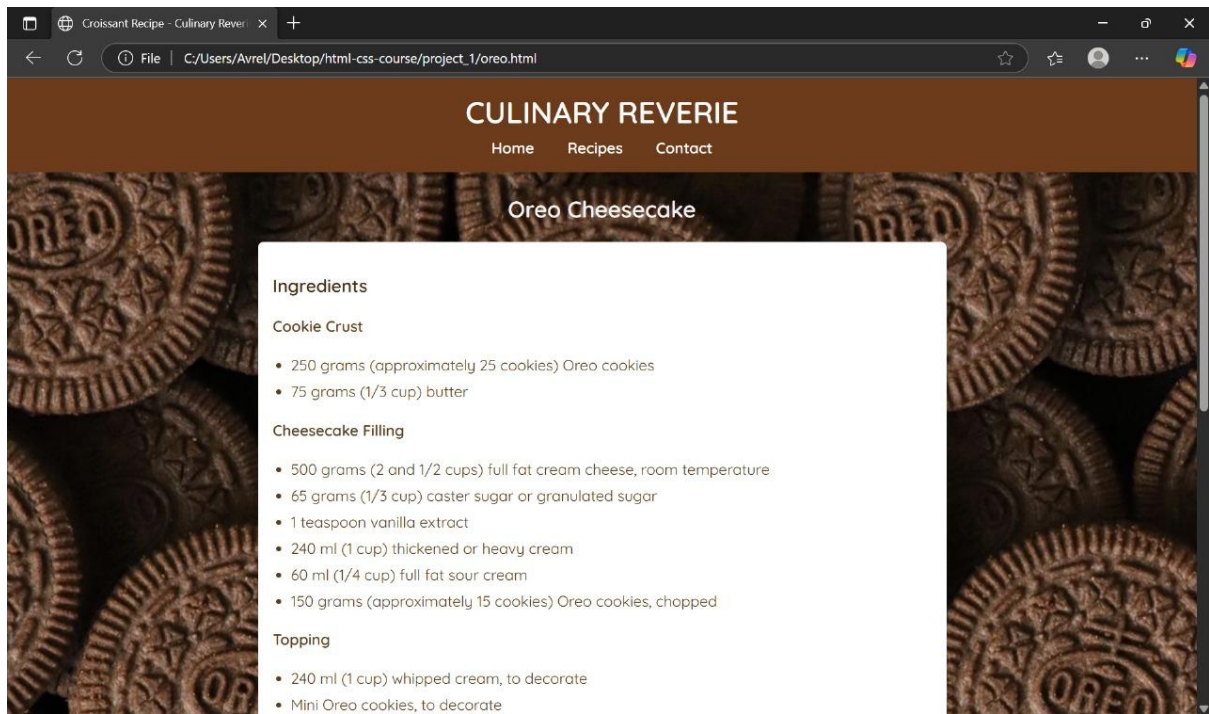 Croissant Recipe - Culinary Reveri
File | C:/Users/Avrel/Desktop/html-css-course/project_1/oreo.html
CULINARY REVERIE
Home Recipes Contact
Oreo Cheesecake
Ingredients
Cookie Crust
• 250 grams (approximately 25 cookies) Oreo cookies
• 75 grams (1/3 cup) butter
Cheesecake Filling
• 500 grams (2 and 1/2 cups) full fat cream cheese, room temperature
• 65 grams (1/3 cup) caster sugar or granulated sugar
• 1 teaspoon vanilla extract
• 240 ml (1 cup) thickened or heavy cream
• 60 ml (1/4 cup) full fat sour cream
• 150 grams (approximately 15 cookies) Oreo cookies, chopped
Topping
• 240 ml (1 cup) whipped cream, to decorate
• Mini Oreo cookies, to decorate
OREO
OREO
OREO